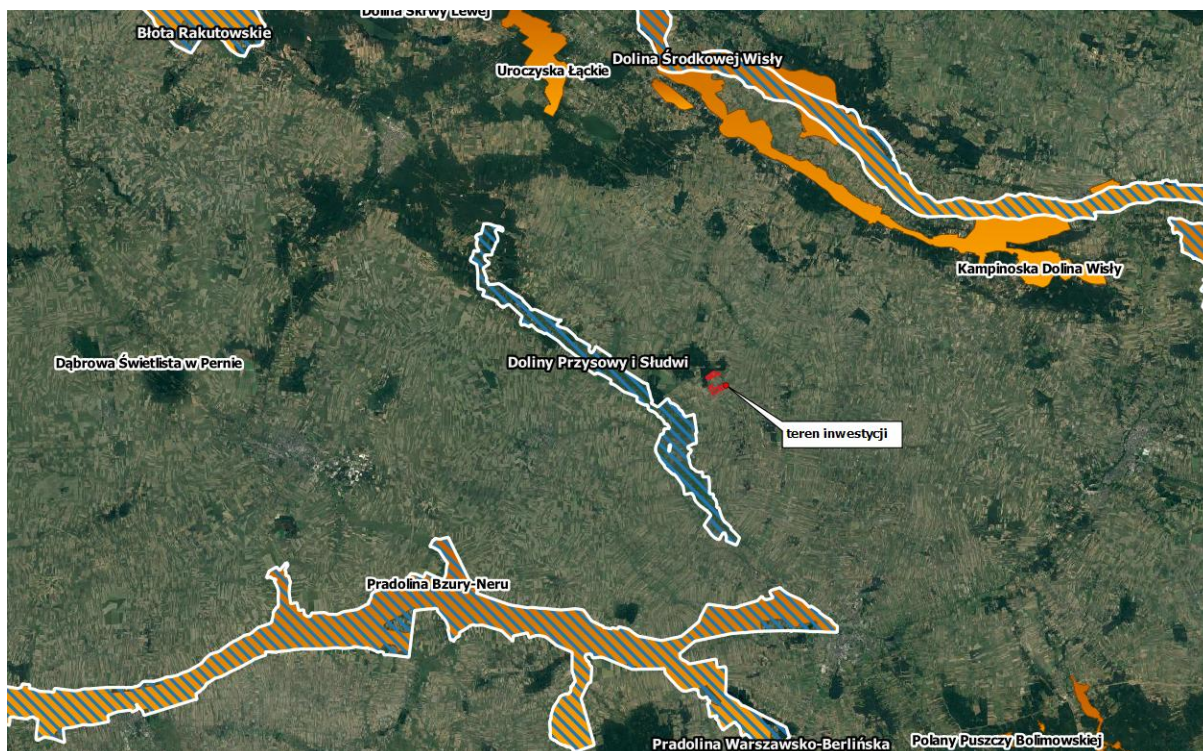 Dolina Skrwy Lewej
Błota Rakutowskie
Dolina Środkowej Wisły
Uroczyska Łąckie
Kampinoska Dolina Wisły
Dąbrowa Świetlista w Pernie
Doliny Przysowy i Słudwi
teren inwestycji
Pradolina Bzury-Neru
Pradolina Warszawsko-Berlińska
Polany Puszczy Bolimowskiej